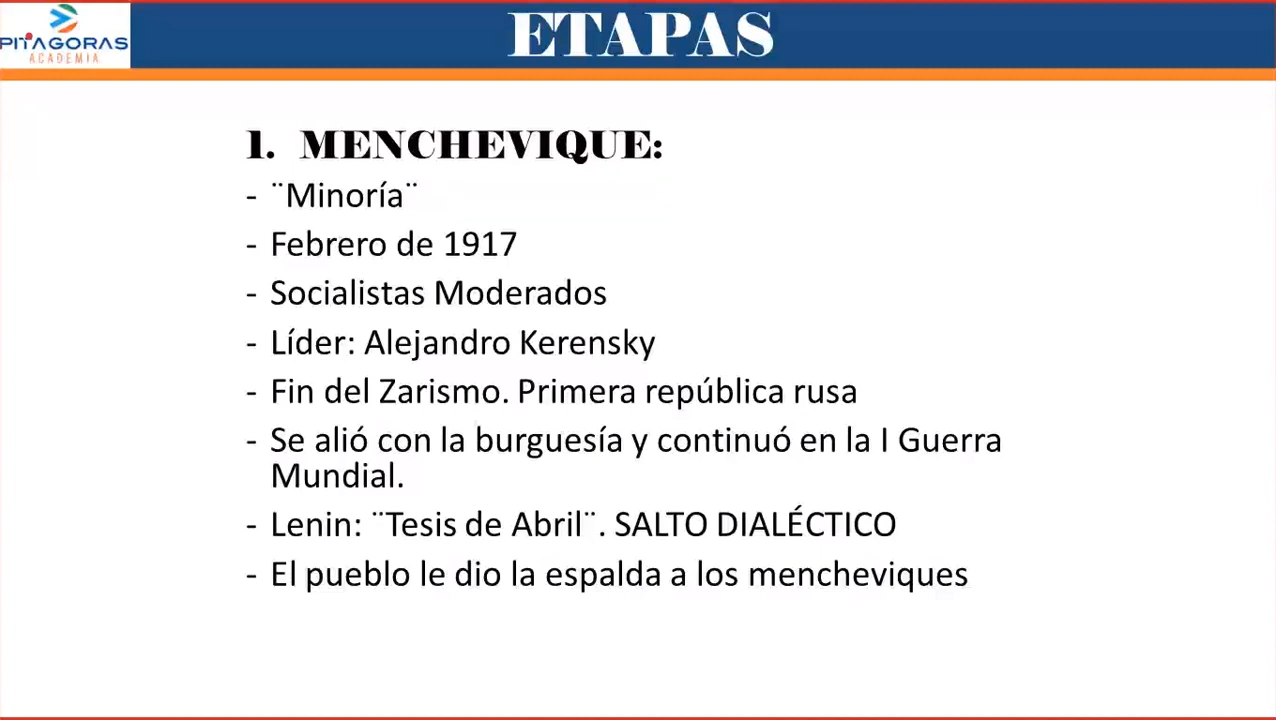 PITAGORAS
ACADEMIA
ETAPAS
1. MENCHEVIQUE:
- ¨Minoría¨
- Febrero de 1917
- Socialistas Moderados
- Líder: Alejandro Kerensky
- Fin del Zarismo. Primera república rusa
- Se alió con la burguesía y continuó en la I Guerra
Mundial.
- Lenin: ¨Tesis de Abril¨. SALTO DIALÉCTICO
- El pueblo le dio la espalda a los mencheviques